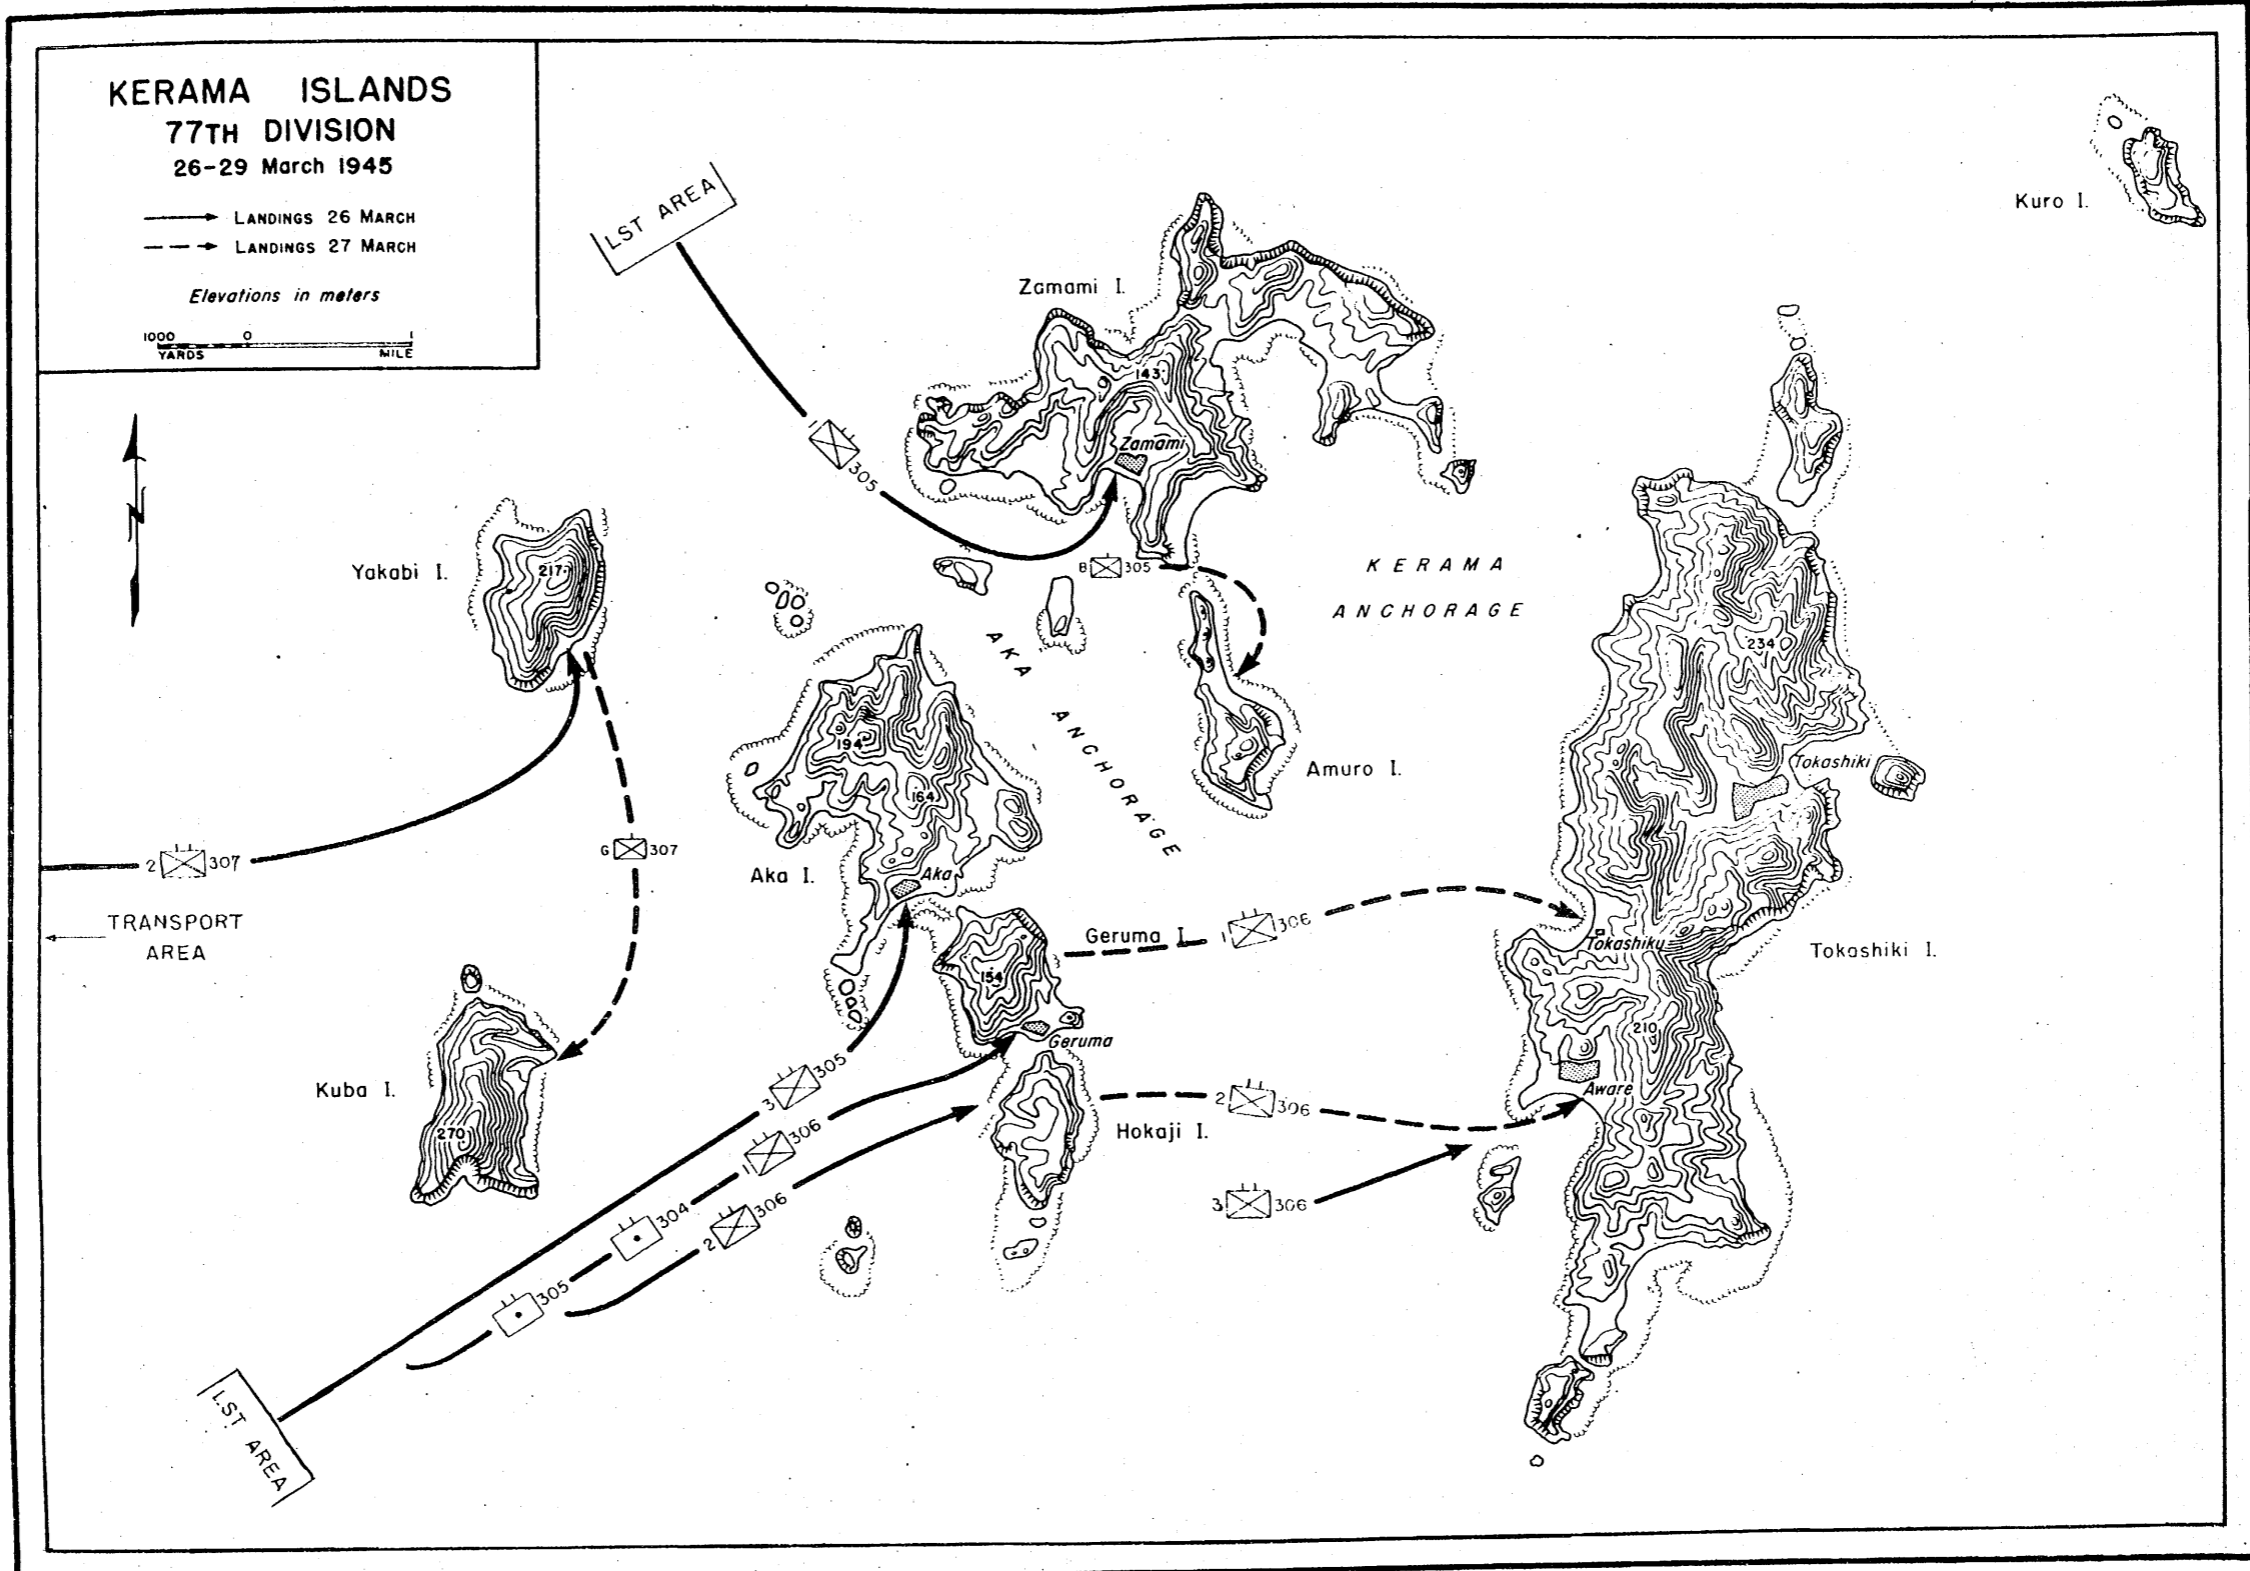 KERAMA ISLANDS
77TH DIVISION
26-29 March 1945
LANDINGS 26 MARCH
LANDINGS 27 MARCH
Elevations in meters
1000 0 1
YARDS MILE
LST AREA
Kuro I.
Zamami I.
143
Zamami
1 305
N
Yakabi I.
217
B 305
KERAMA
ANCHORAGE
AKA
ANCHORAGE
234
194
164
Amuro I.
Tokashiki
G 307
2 307
Aka I.
Aka
TRANSPORT
AREA
Geruma I.
1 306
Tokashiku
Tokashiki I.
154
210
Geruma
Kuba I.
270
3 305
1 306
2 306
304
305
Hokaji I.
2 306
Aware
3 306
LST AREA